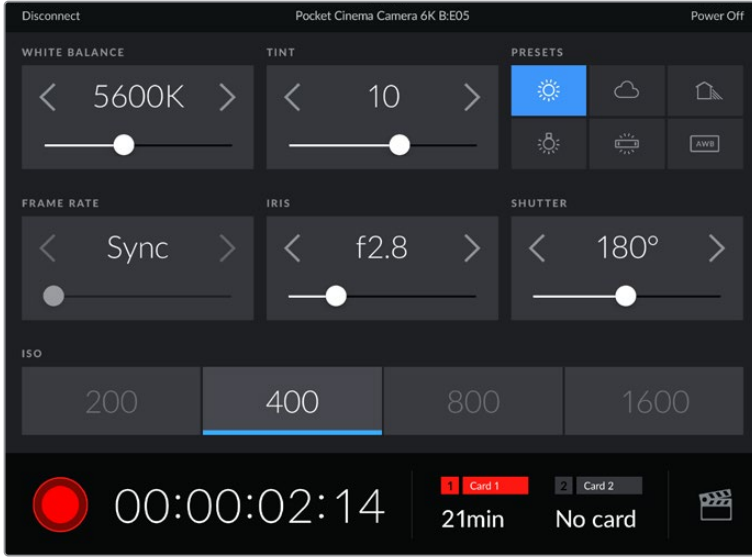 Disconnect Pocket Cinema Camera 6K B:E05 Power Off
WHITE BALANCE TINT PRESETS
5600K 10
AWB
FRAME RATE IRIS SHUTTER
Sync f2.8 180°
ISO
200 400 800 1600
1 Card 1 2 Card 2
00:00:02:14 21min No card